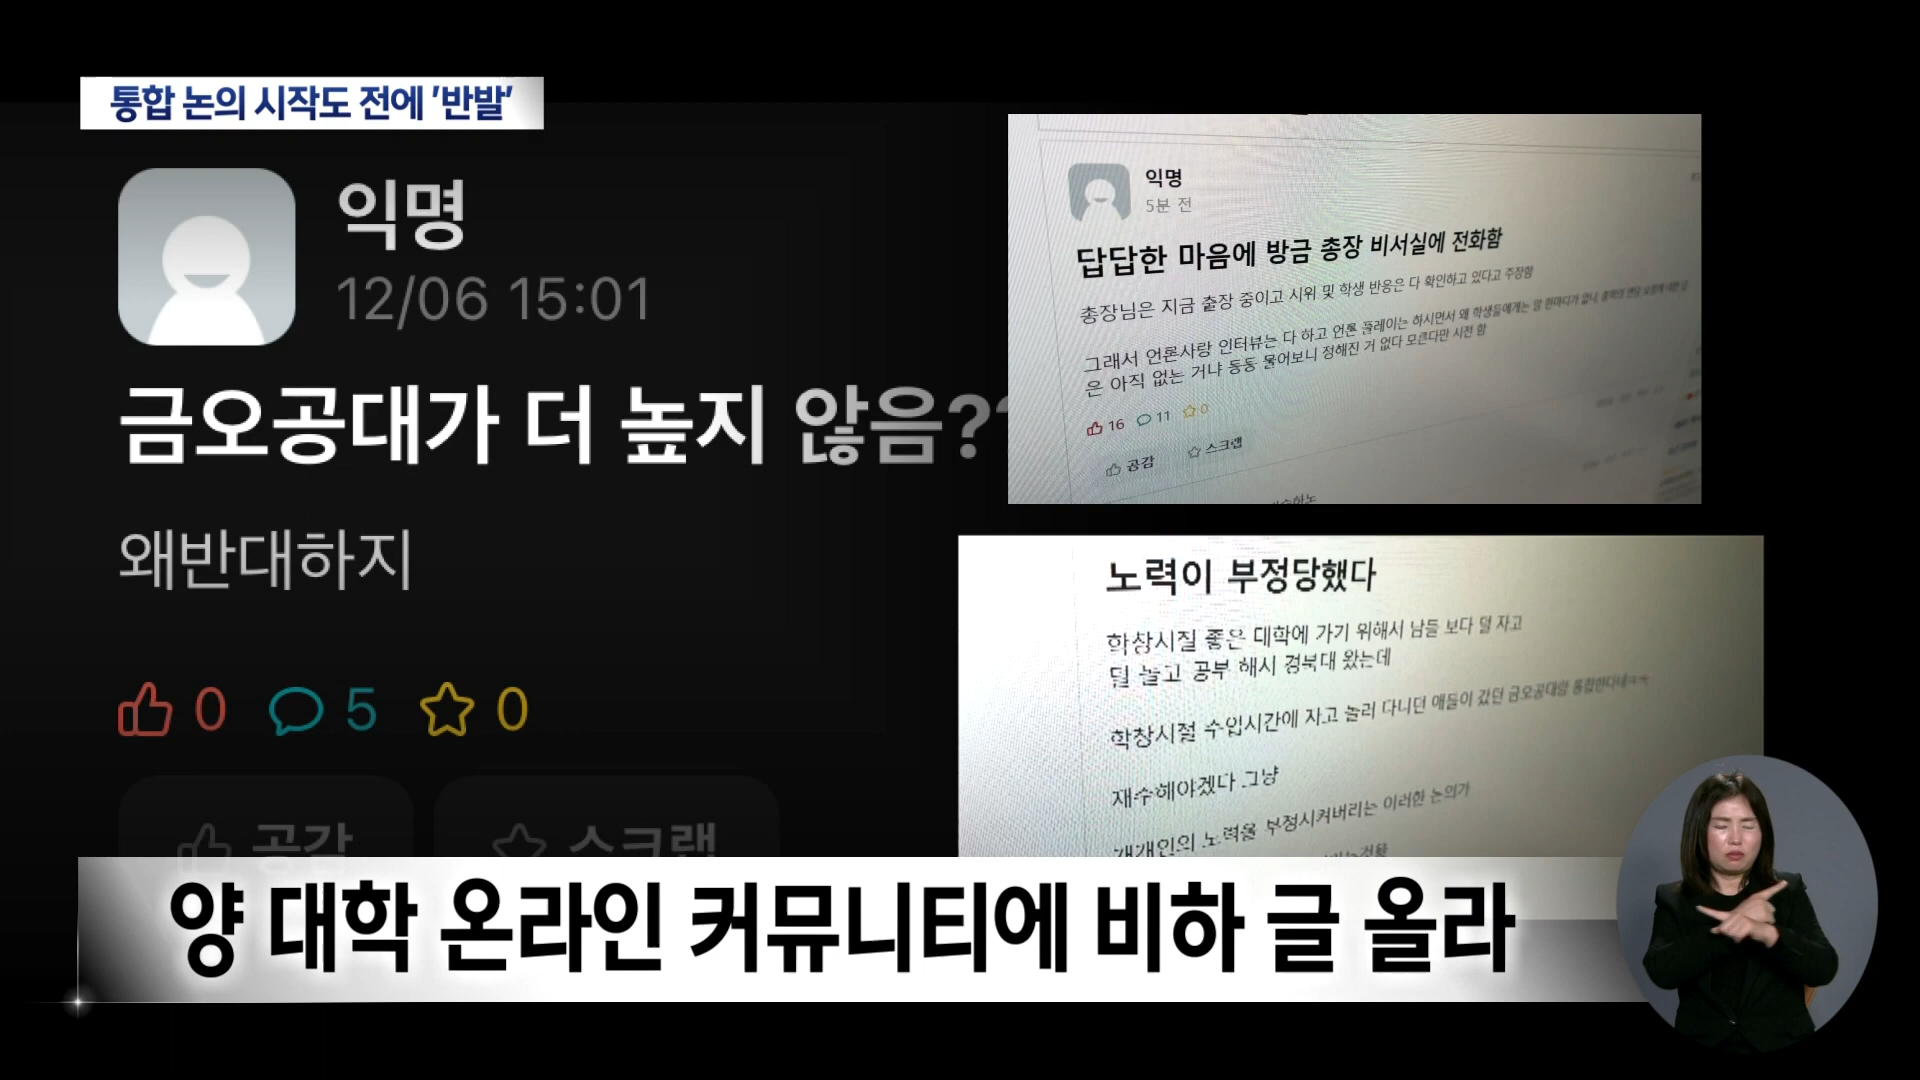 통합 논의 시작도 전에 '반발'
익명
12/06 15:01
금오공대가 더 높지 않음??
왜반대하지
0 5 0
공감 스크랩
익명
5분 전
답답한 마음에 방금 총장 비서실에 전화함
총장님은 지금 출장 중이고 시위 및 학생 반응은 다 확인하고 있다고 주장함
그래서 언론사랑 인터뷰는 다 하고 언론 플레이는 하시면서 왜 학생들에게는 말 한마디가 없냐,
은 아직 없는 거냐 등등 물어보니 정해진 거 없다 모른다만 시전 함
16 11 0
공감 스크랩
노력이 부정당했다
학창시절 좋은 대학에 가기 위해서 남들 보다 덜 자고
덜 놀고 공부 해서 경북대 왔는데
학창시절 수업시간에 자고 놀러 다니던 애들이 갔던 금오공대랑 통합한다네ㅋㅋ
재수해야겠다 그냥
개개인의 노력을 부정시켜버리는 이러한 논의가
양 대학 온라인 커뮤니티에 비하 글 올라